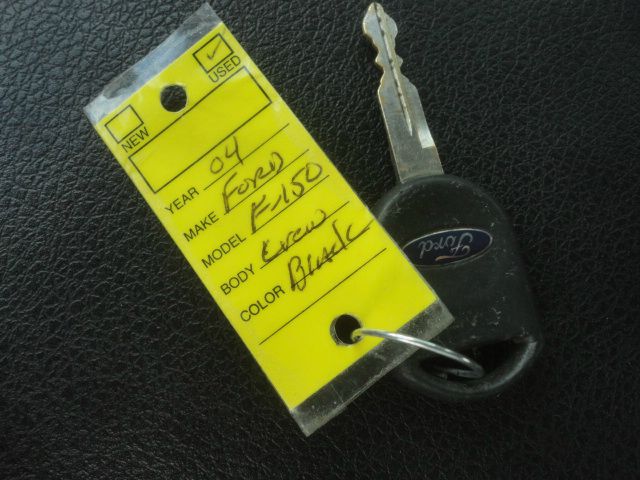 NEW
USED
YEAR 04
MAKE FORD
MODEL F-150
BODY Crew
COLOR Black
Ford